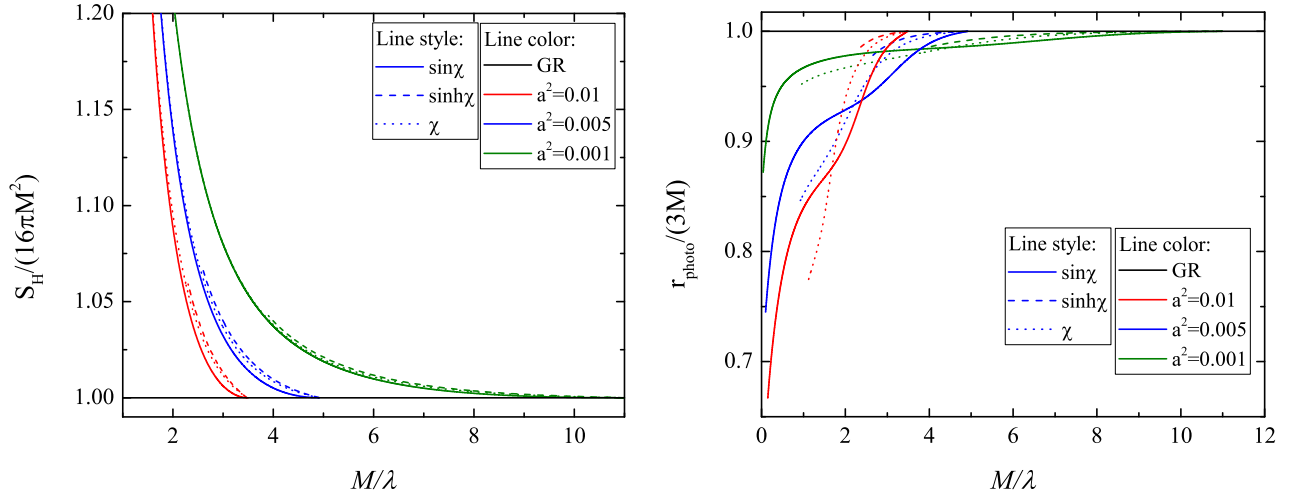 1.20
1.15
1.10
1.05
1.00
S_H/(16πM²)
2 4 6 8 10
M/λ
Line style:
sinχ
sinhχ
χ
Line color:
GR
a²=0.01
a²=0.005
a²=0.001
1.0
0.9
0.8
0.7
r_photo/(3M)
0 2 4 6 8 10 12
M/λ
Line style:
sinχ
sinhχ
χ
Line color:
GR
a²=0.01
a²=0.005
a²=0.001